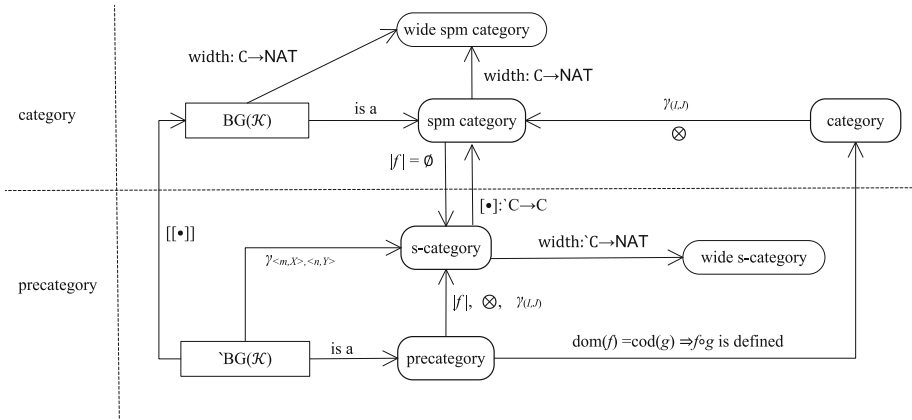 wide spm category
width: C→NAT
width: C→NAT
category
BG(𝒦)
is a
spm category
γ(I,J)
⊗
category
|f| = ∅
[•]:`C→C
[[•]]
γ<m,X>,<n,Y>
s-category
width:`C→NAT
wide s-category
precategory
|f|, ⊗, γ(I,J)
`BG(𝒦)
is a
precategory
dom(f) =cod(g) ⇒f∘g is defined